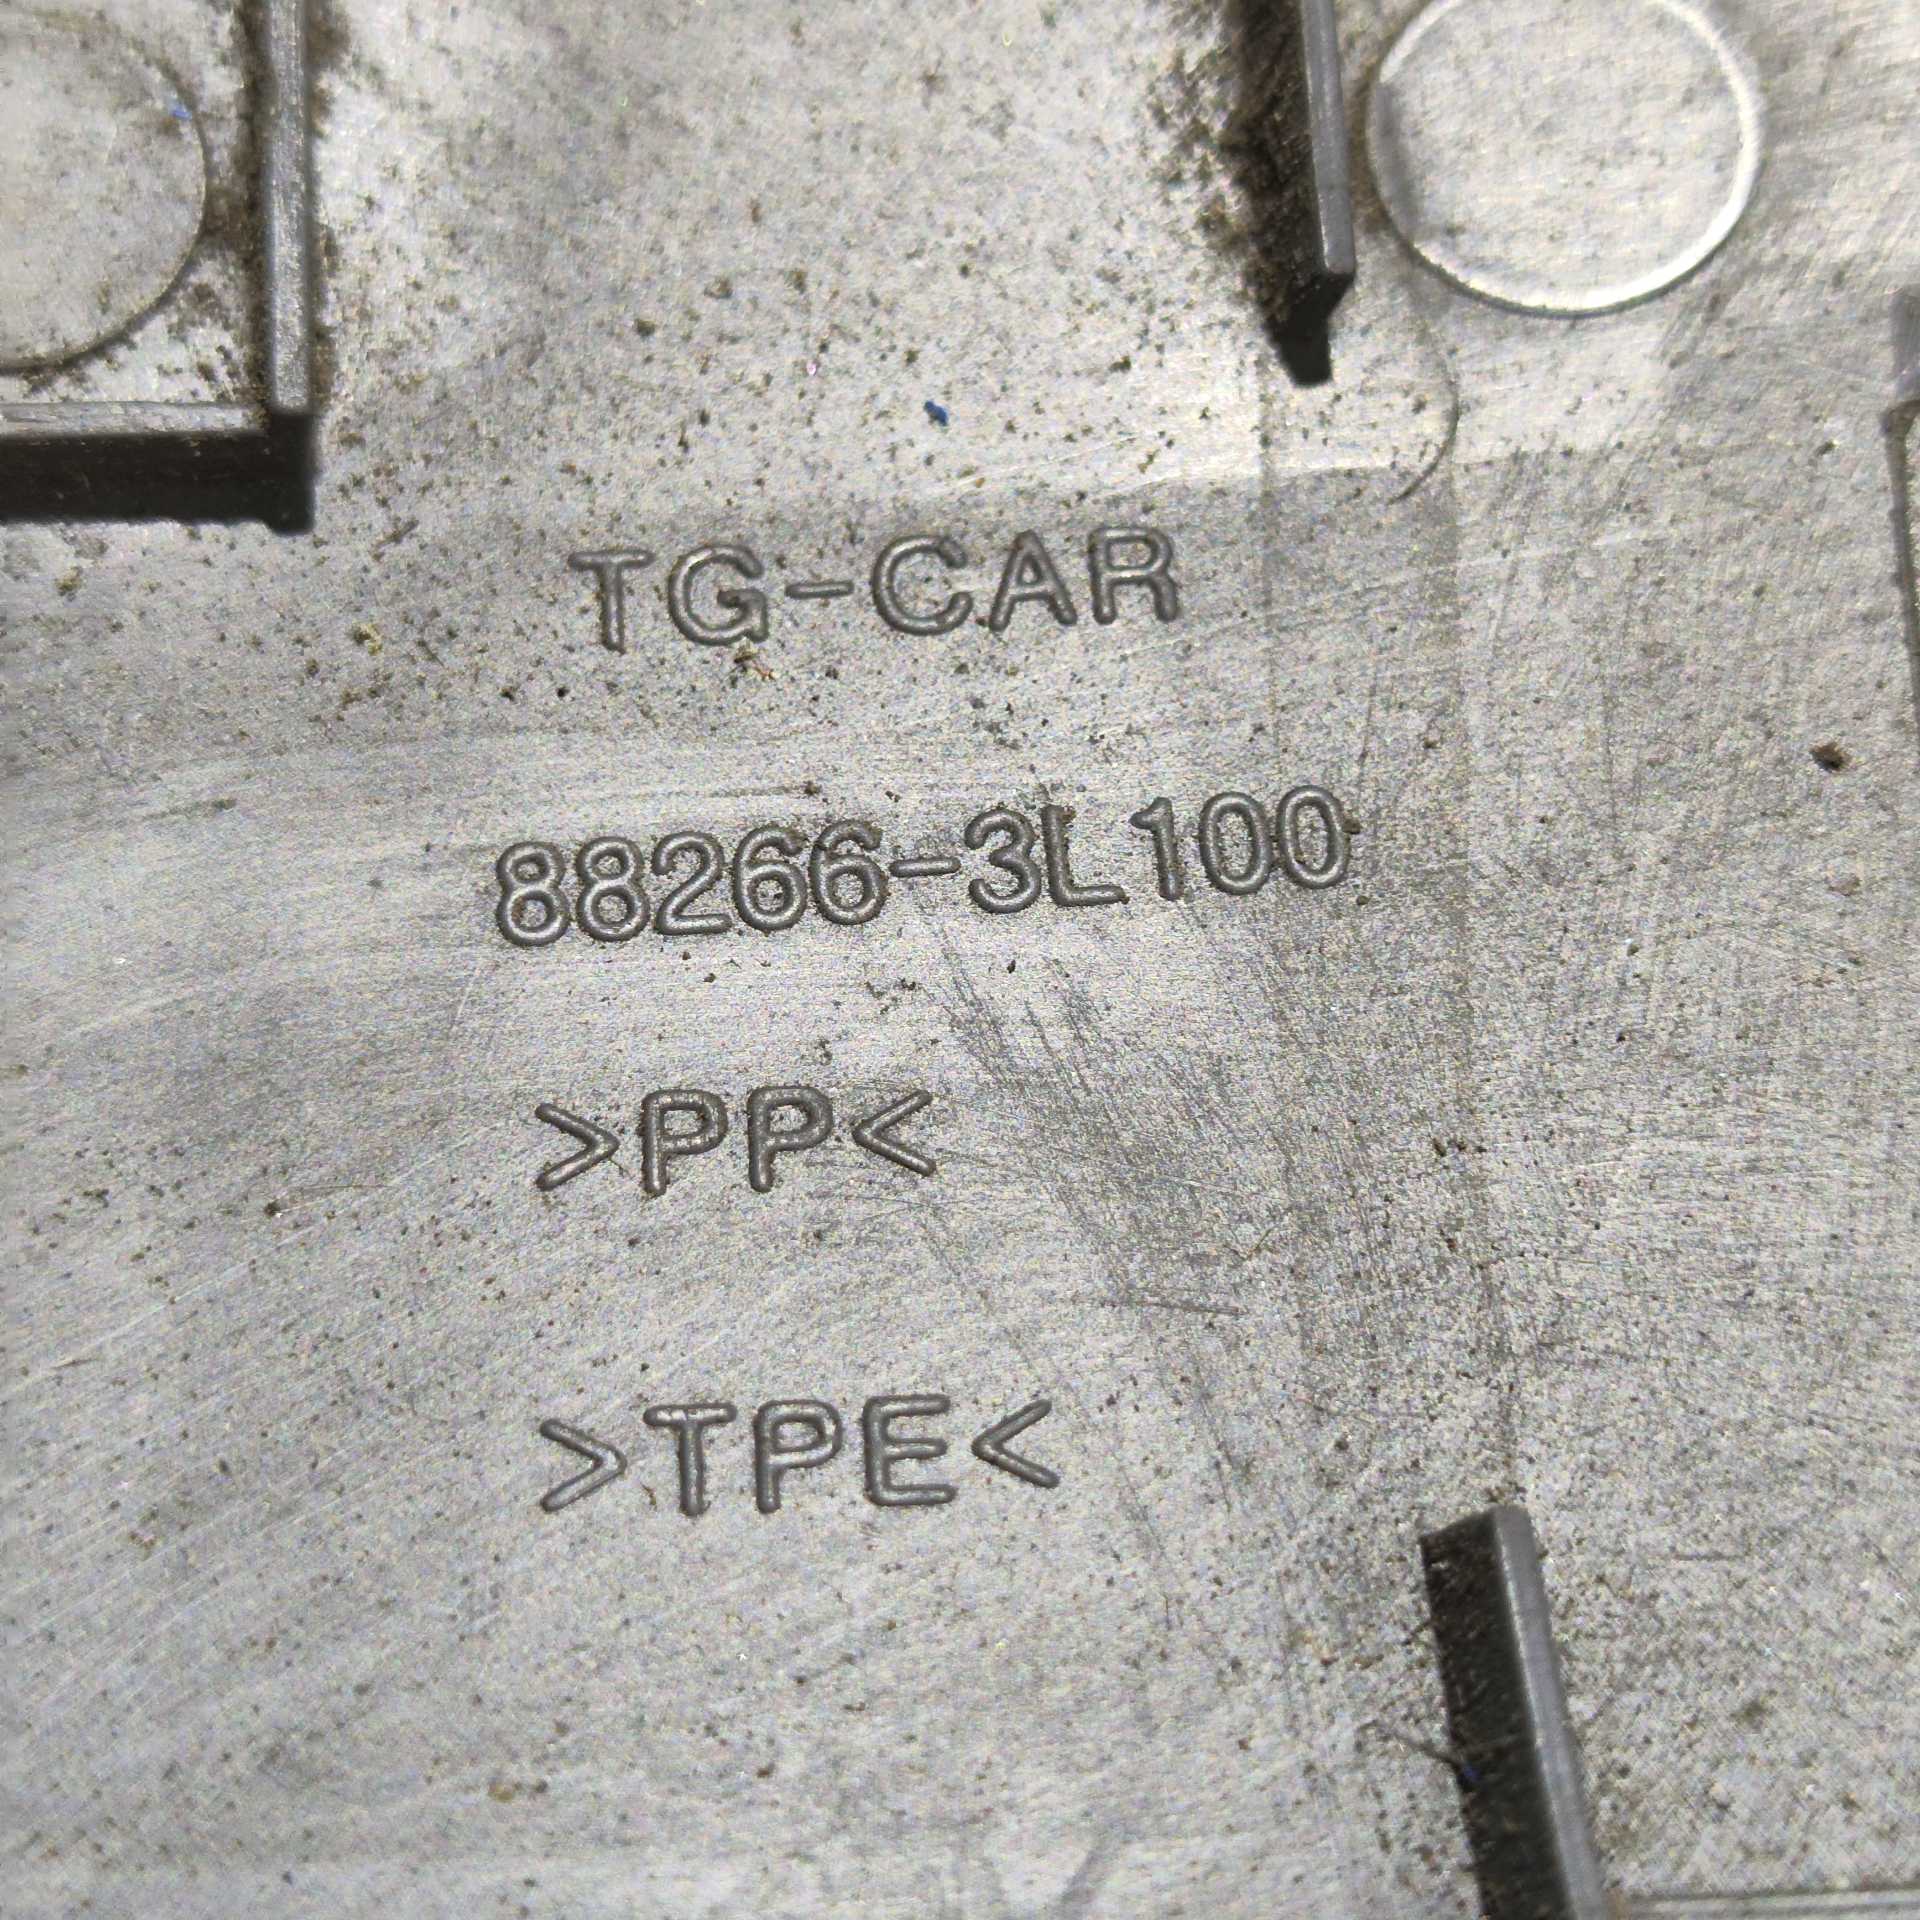 TG-CAR
88266-3L100
>PP<
>TPE<